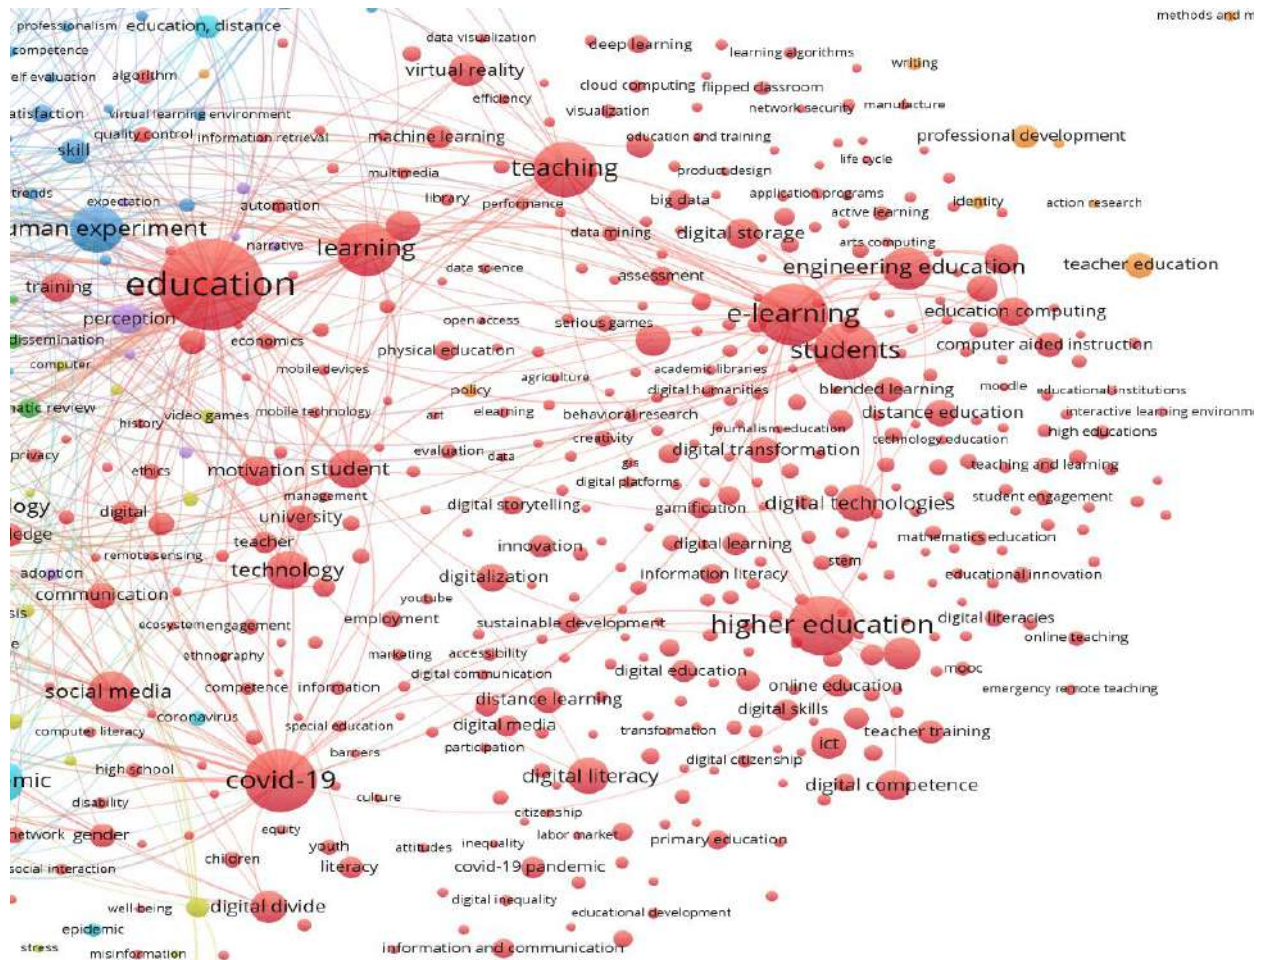 methods and m
professionalism
education, distance
data visualization
deep learning
learning algorithms
competence
writing
elf evaluation
algorithm
virtual reality
cloud computing
flipped classroom
efficiency
atisfaction
virtual learning environment
visualization
network security
manufacture
quality control
information retrieval
machine learning
education and training
professional development
skill
teaching
life cycle
multimedia
product design
trends
expectation
automation
library
performance
big data
application programs
identity
action research
active learning
uman experiment
narrative
learning
data mining
digital storage
arts computing
training
education
data science
assessment
engineering education
teacher education
perception
open access
serious games
e-learning
education computing
dissemination
economics
physical education
students
computer aided instruction
computer
mobile devices
agriculture
academic libraries
policy
digital humanities
blended learning
moodle
educational institutions
atic review
video games
mobile technology
art
elearning
behavioral research
distance education
interactive learning environm
history
journalism education
high educations
privacy
evaluation
data
creativity
digital transformation
technology education
ethics
motivation
student
gis
teaching and learning
digital platforms
management
ogy
digital
university
digital storytelling
gamification
digital technologies
student engagement
edge
teacher
innovation
digital learning
mathematics education
remote sensing
technology
digitalization
information literacy
stem
educational innovation
adoption
communication
youtube
sis
ecosystem
engagement
employment
sustainable development
higher education
digital literacies
online teaching
e
ethnography
marketing
accessibility
digital education
mooc
social media
competence
information
digital communication
online education
emergency remote teaching
distance learning
digital skills
coronavirus
special education
digital media
transformation
ict
teacher training
computer literacy
barriers
participation
digital citizenship
mic
high school
covid-19
digital literacy
digital competence
disability
culture
citizenship
network
gender
equity
labor market
primary education
youth
attitudes
inequality
social interaction
children
literacy
covid-19 pandemic
well-being
digital divide
digital inequality
educational development
epidemic
stress
misinformation
information and communication